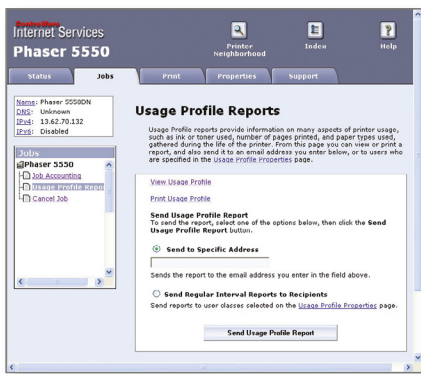 CentreWare
Internet Services
Phaser 5550
Printer
Neighborhood
Index
Help
Status
Jobs
Print
Properties
Support
Name: Phaser 5550DN
DNS: Unknown
IPv4: 13.62.70.132
IPv6: Disabled
Jobs
Phaser 5550
Job Accounting
Usage Profile Repor
Cancel Job
Usage Profile Reports
Usage Profile reports provide information on many aspects of printer usage,
such as ink or toner used, number of printed pages, and paper types used,
gathered during the life of the printer. From this page you can view or print a
report, and also send it to an email address you enter below, or to users who
are specified in the Usage Profile Properties page.
View Usage Profile
Print Usage Profile
Send Usage Profile Report
To send the report, select one of the options below, then click the Send
Usage Profile Report button.
Send to Specific Address
Sends the report to the email address you enter in the field above.
Send Regular Interval Reports to Recipients
Send reports to user classes selected on the Usage Profile Properties page.
Send Usage Profile Report